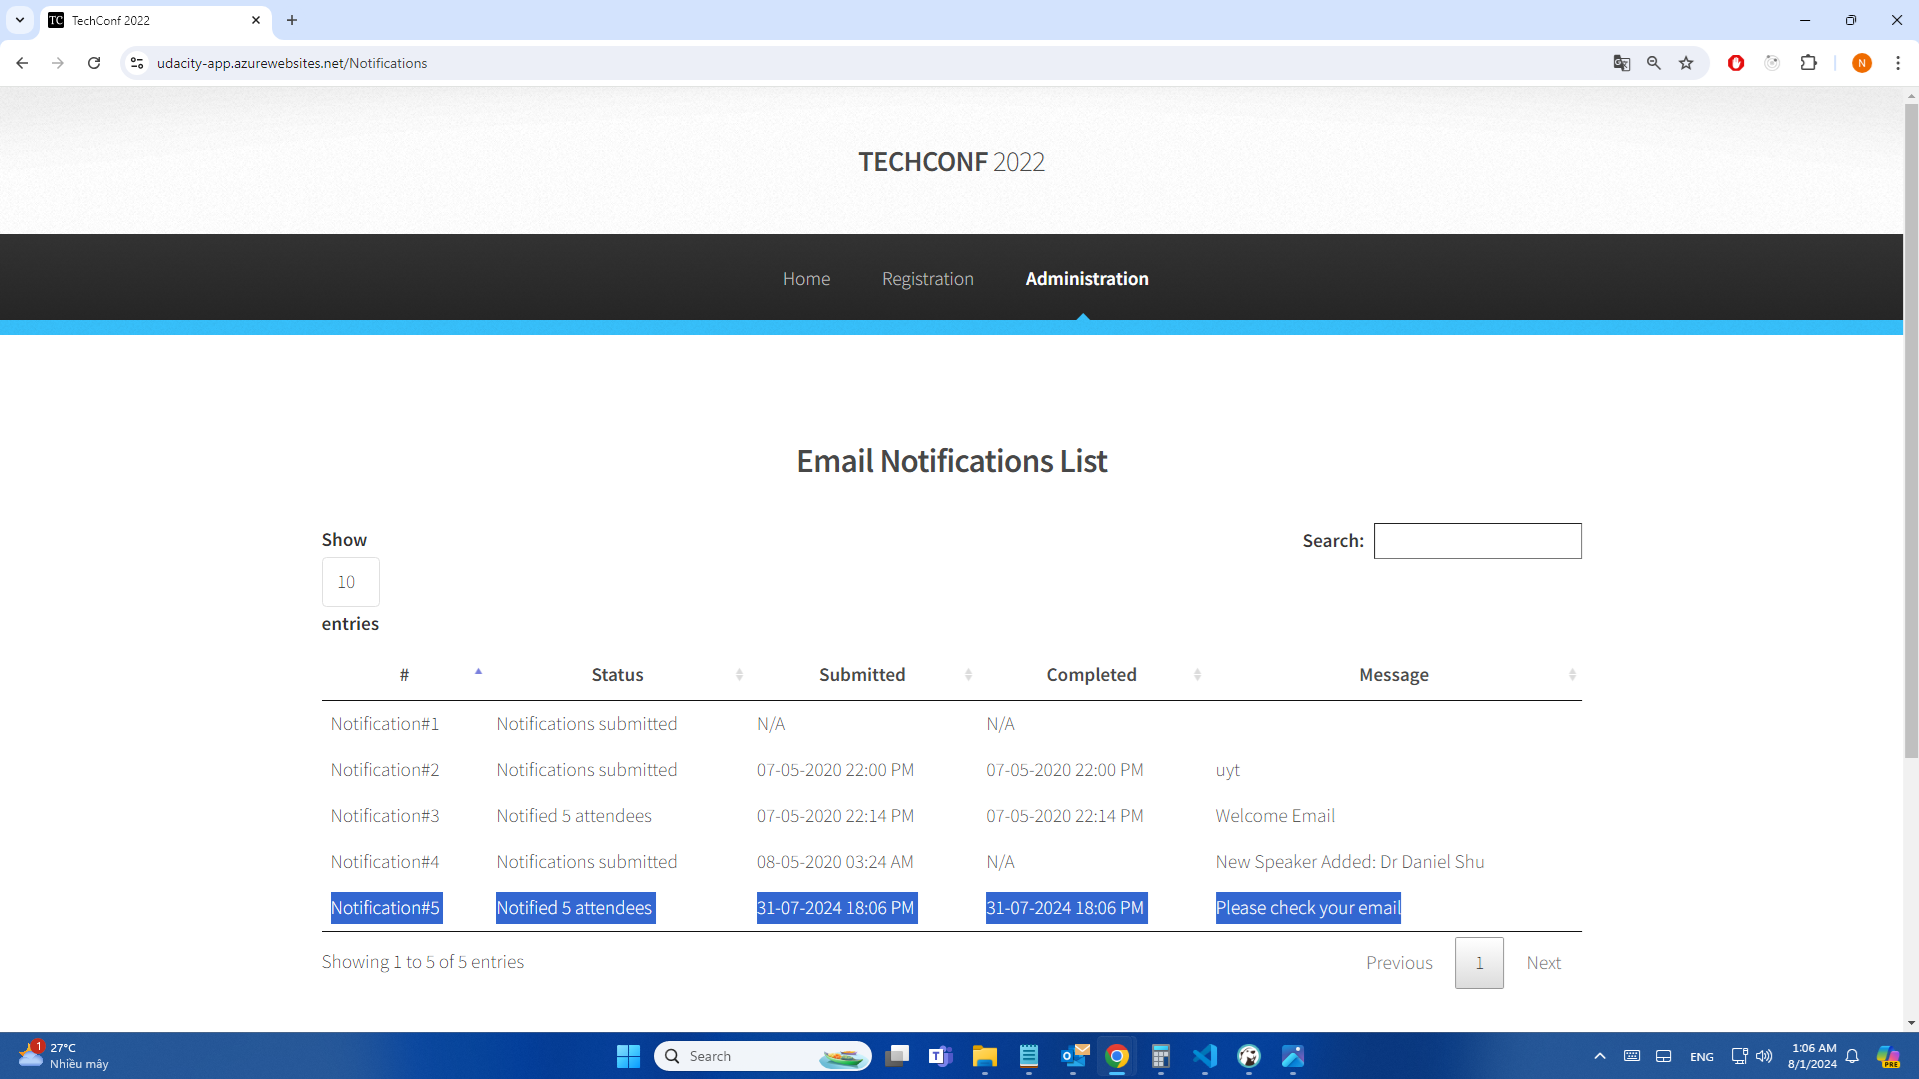 TechConf 2022
udacity-app.azurewebsites.net/Notifications
N
TECHCONF 2022
Home Registration Administration
Email Notifications List
Show
10
entries
Search:
# Status Submitted Completed Message
Notification#1 Notifications submitted N/A N/A
Notification#2 Notifications submitted 07-05-2020 22:00 PM 07-05-2020 22:00 PM uyt
Notification#3 Notified 5 attendees 07-05-2020 22:14 PM 07-05-2020 22:14 PM Welcome Email
Notification#4 Notifications submitted 08-05-2020 03:24 AM N/A New Speaker Added: Dr Daniel Shu
Notification#5 Notified 5 attendees 31-07-2024 18:06 PM 31-07-2024 18:06 PM Please check your email
Showing 1 to 5 of 5 entries
Previous 1 Next
1
27°C
Nhiều mây
Search
ENG
1:06 AM
8/1/2024
PRE